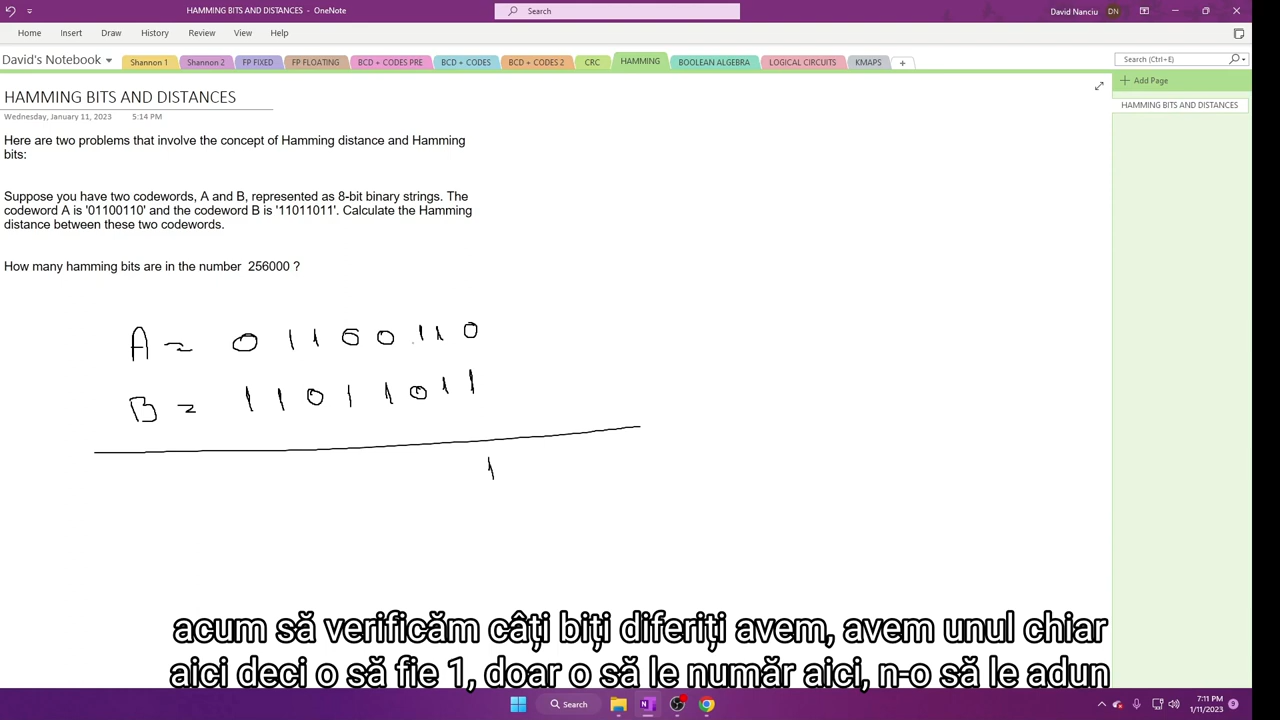 HAMMING BITS AND DISTANCES - OneNote
Search
David Nanciu
DN
Home Insert Draw History Review View Help
David's Notebook
Shannon 1 Shannon 2 FP FIXED FP FLOATING BCD + CODES PRE BCD + CODES BCD + CODES 2 CRC HAMMING BOOLEAN ALGEBRA LOGICAL CIRCUITS KMAPS
Search (Ctrl+E)
Add Page
HAMMING BITS AND DISTANCES
HAMMING BITS AND DISTANCES
Wednesday, January 11, 2023 5:14 PM
Here are two problems that involve the concept of Hamming distance and Hamming
bits:
Suppose you have two codewords, A and B, represented as 8-bit binary strings. The
codeword A is '01100110' and the codeword B is '11011011'. Calculate the Hamming
distance between these two codewords.
How many hamming bits are in the number 256000 ?
A = 0 1 1 0 0 1 1 0
B = 1 1 0 1 1 0 1 1
1
acum să verificăm câți biți diferiți avem, avem unul chiar
aici deci o să fie 1, doar o să le număr aici, n-o să le adun
Search
7:11 PM
1/11/2023
3